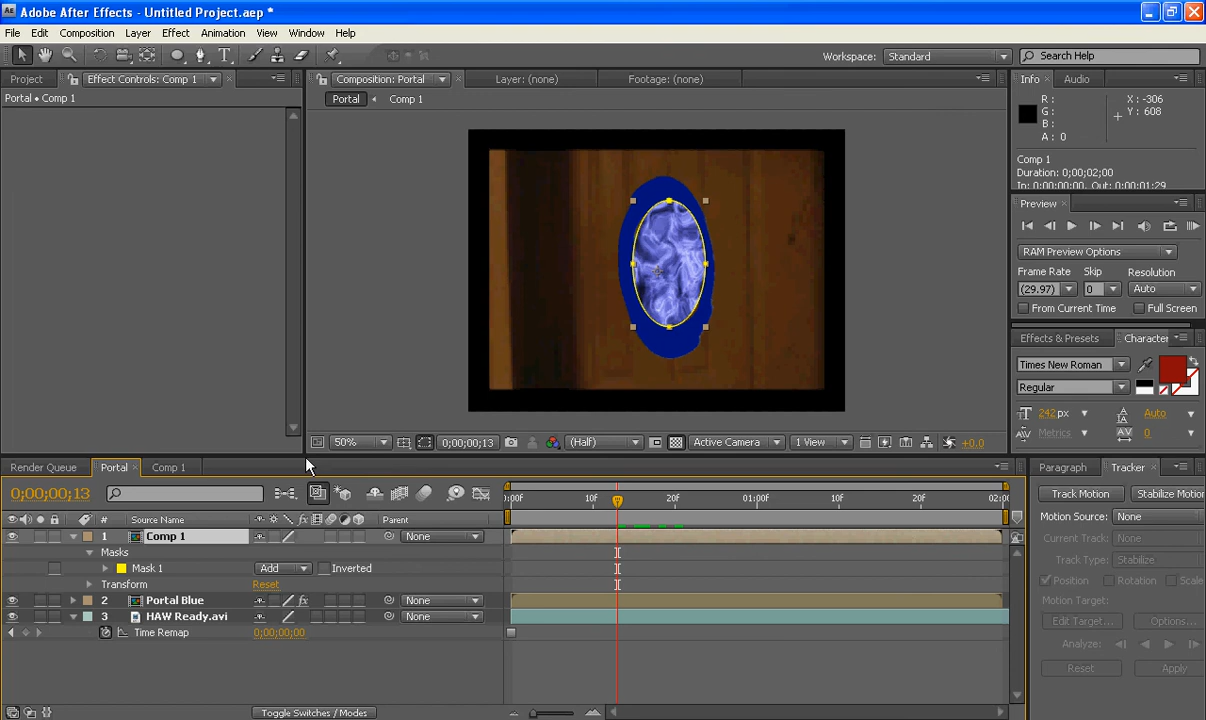 Adobe After Effects - Untitled Project.aep *
File Edit Composition Layer Effect Animation View Window Help
Workspace: Standard Search Help
Project Effect Controls: Comp 1 Composition: Portal Layer: (none) Footage: (none) Info Audio
Portal • Comp 1 Portal Comp 1
R: X: -306
G: Y: 608
B:
A: 0
Comp 1
Duration: 0;00;02;00
In: 0;00;00;00, Out: 0;00;01;29
Preview
RAM Preview Options
Frame Rate Skip Resolution
(29.97) 0 Auto
From Current Time Full Screen
Effects & Presets Character
Times New Roman
Regular
242 px Auto
Metrics 0
50% 0;00;00;13 (Half) Active Camera 1 View +0.0
Render Queue Portal Comp 1 Paragraph Tracker
0;00;00;13 0:00f 10f 20f 01:00f 10f 20f 02:00
# Source Name Parent
1 Comp 1 None
Masks
Mask 1 Add Inverted
Transform Reset
2 Portal Blue None
3 HAW Ready.avi None
Time Remap 0;00;00;00
Toggle Switches / Modes
Track Motion Stabilize Motion
Motion Source: None
Current Track: None
Track Type: Stabilize
Position Rotation Scale
Motion Target:
Edit Target... Options...
Analyze:
Reset Apply